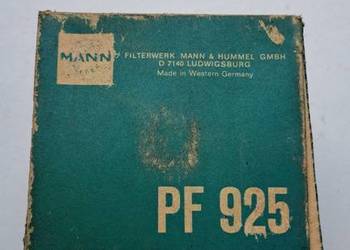 MANN
FILTERWERK MANN & HUMMEL GMBH
D 7140 LUDWIGSBURG
Made in Western Germany
PF 925